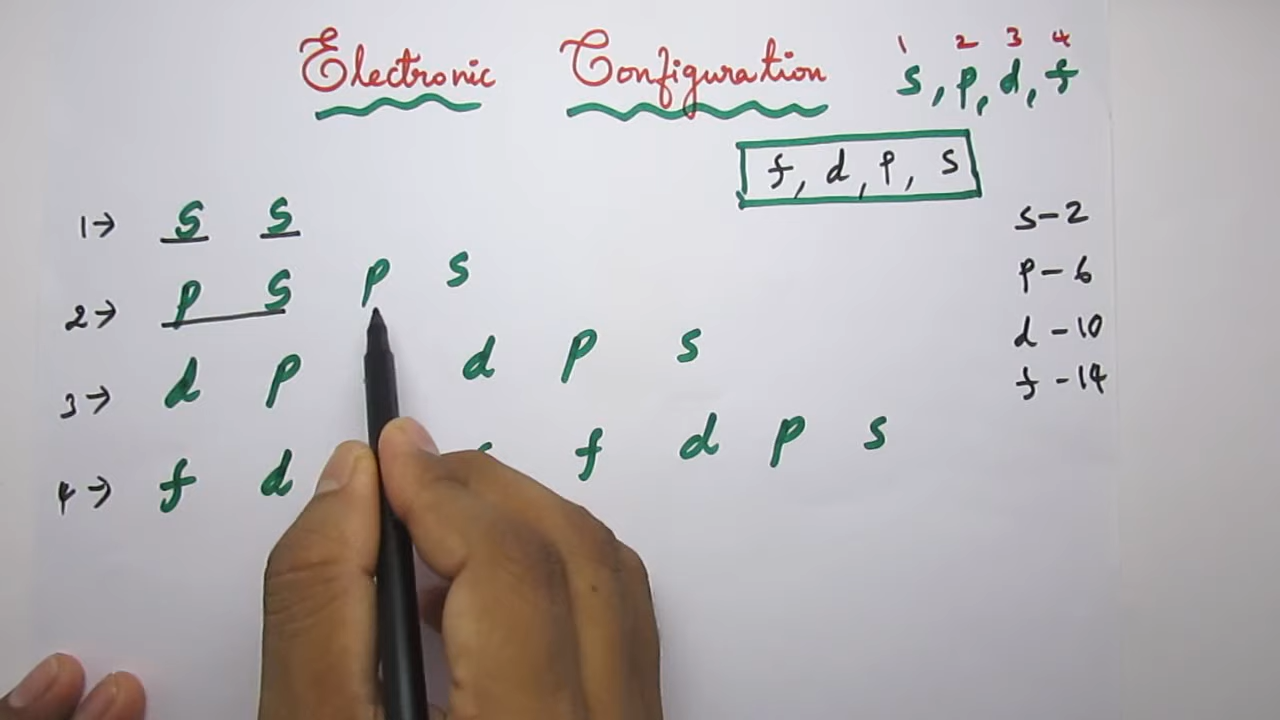 Electronic Configuration
1 2 3 4
s, p, d, f
f, d, p, s
1→ s s
2→ p s p s
3→ d p d p s
4→ f d f d p s
s-2
p-6
d-10
f-14